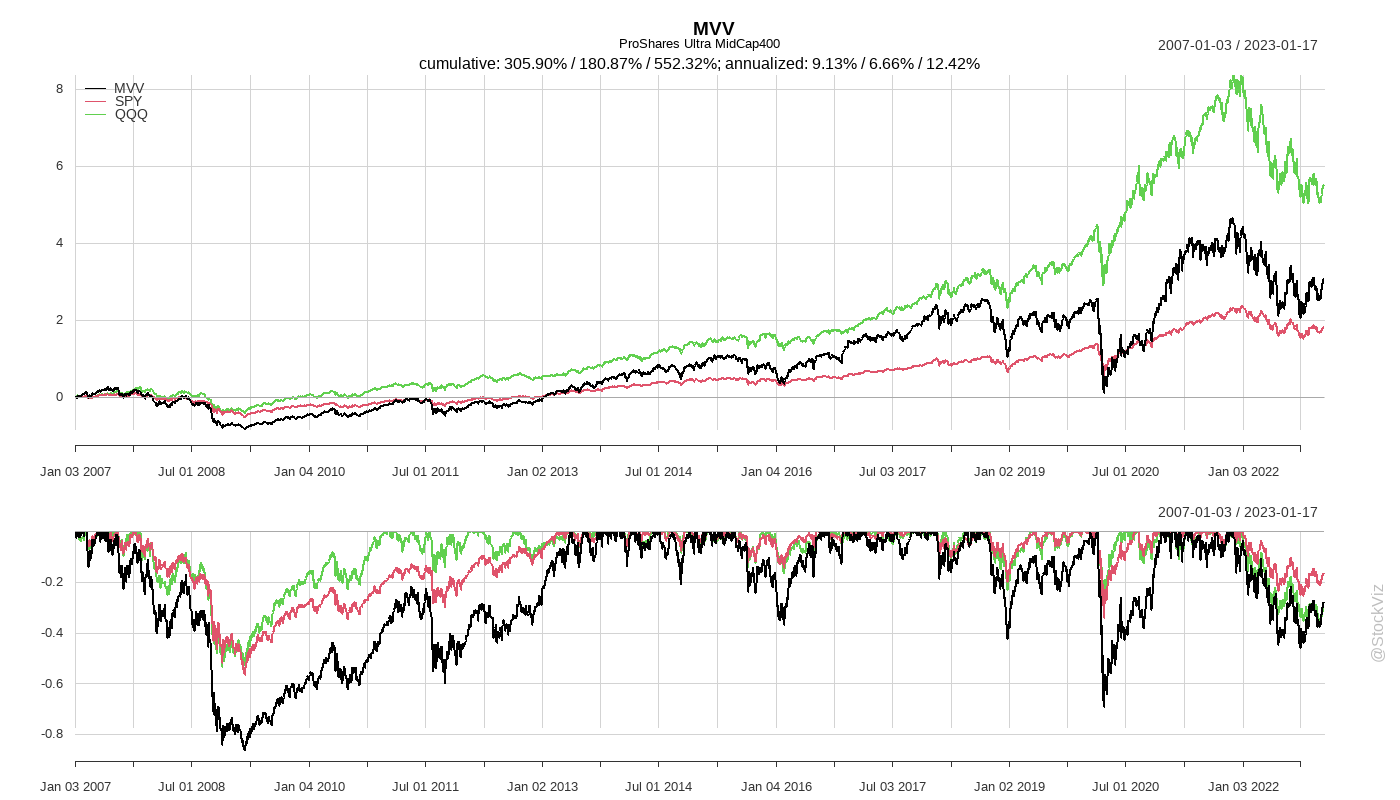 MVV
ProShares Ultra MidCap400
2007-01-03 / 2023-01-17
cumulative: 305.90% / 180.87% / 552.32%; annualized: 9.13% / 6.66% / 12.42%
MVV
SPY
QQQ
8
6
4
2
0
Jan 03 2007 Jul 01 2008 Jan 04 2010 Jul 01 2011 Jan 02 2013 Jul 01 2014 Jan 04 2016 Jul 03 2017 Jan 02 2019 Jul 01 2020 Jan 03 2022
2007-01-03 / 2023-01-17
-0.2
-0.4
-0.6
-0.8
Jan 03 2007 Jul 01 2008 Jan 04 2010 Jul 01 2011 Jan 02 2013 Jul 01 2014 Jan 04 2016 Jul 03 2017 Jan 02 2019 Jul 01 2020 Jan 03 2022
@StockViz